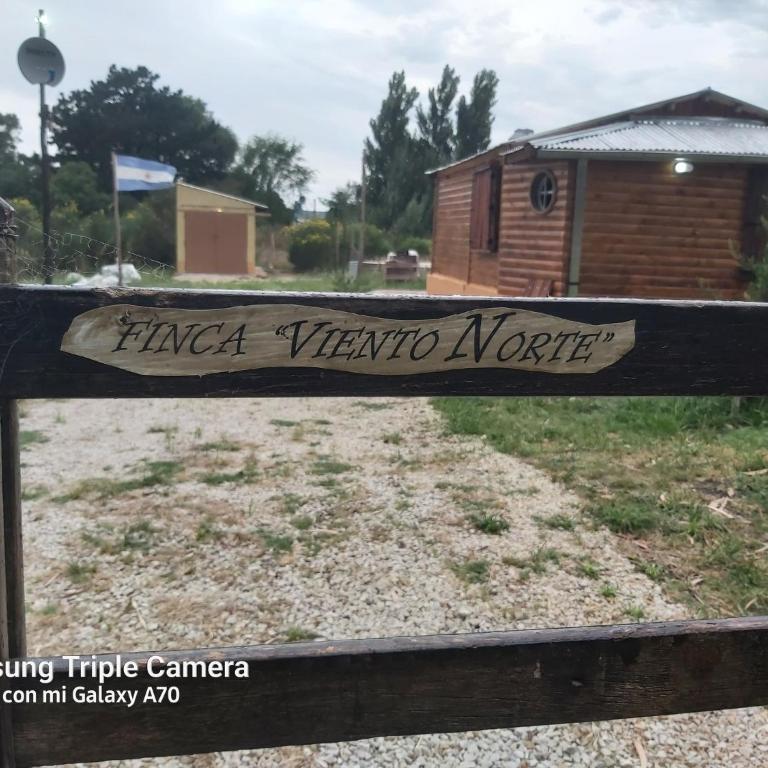 FINCA "VIENTO NORTE"
sung Triple Camera
con mi Galaxy A70